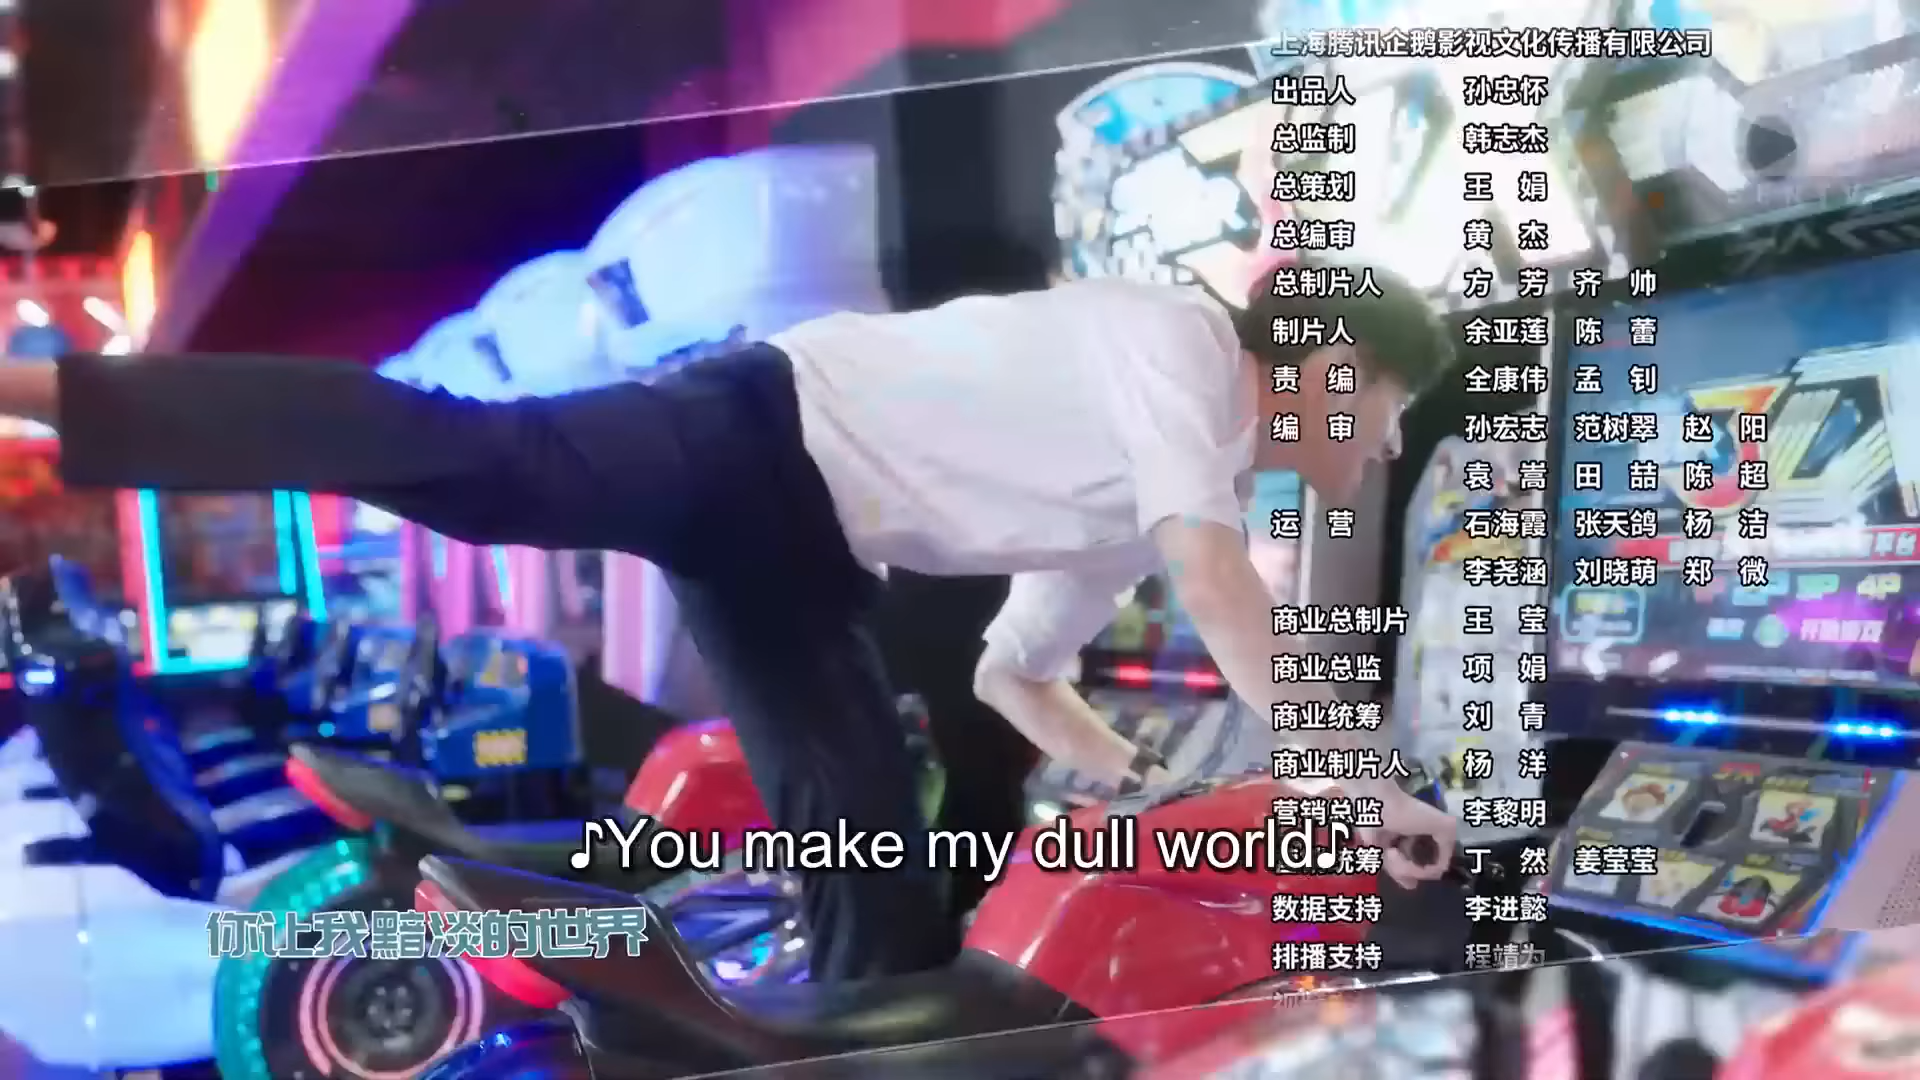 上海腾讯企鹅影视文化传播有限公司
出品人 孙忠怀
总监制 韩志杰
总策划 王 娟
总编审 黄 杰
总制片人 方 芳 齐 帅
制片人 余亚莲 陈 蕾
责 编 全康伟 孟 钊
编 审 孙宏志 范树翠 赵 阳
袁 嵩 田 喆 陈 超
运 营 石海霞 张天鸽 杨 洁
李尧涵 刘晓萌 郑 微
商业总制片 王 莹
商业总监 项 娟
商业统筹 刘 青
商业制片人 杨 洋
营销总监 李黎明
♪You make my dull world♪
统筹 丁 然 姜莹莹
数据支持 李进懿
你让我黯淡的世界
排播支持 程靖为